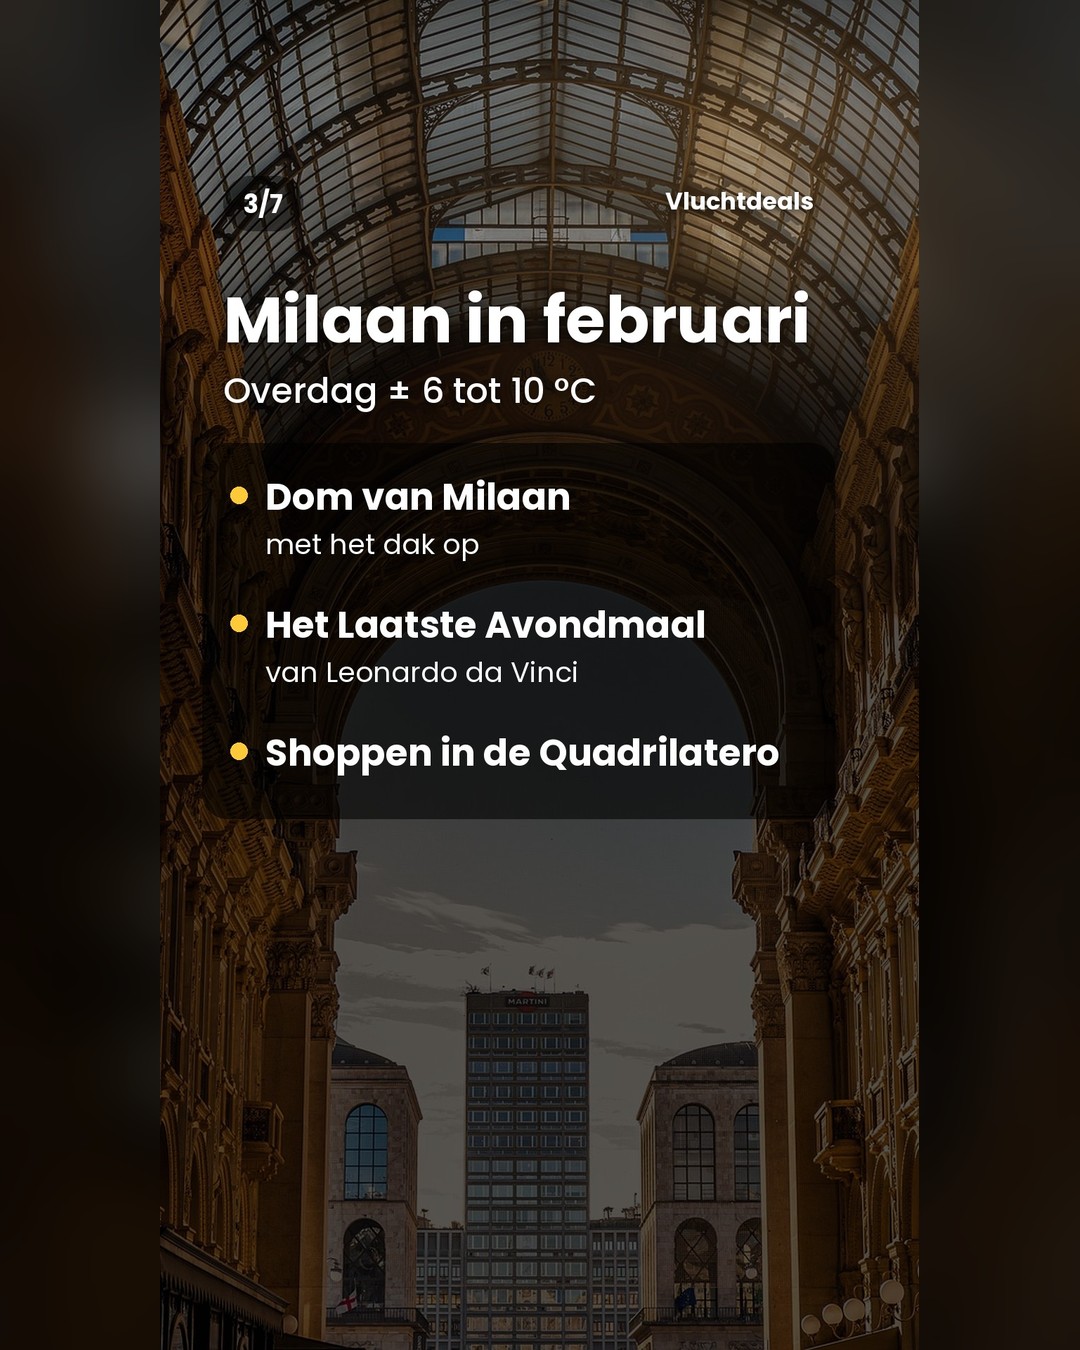 3/7
Vluchtdeals
Milaan in februari
Overdag ± 6 tot 10 °C
Dom van Milaan
met het dak op
Het Laatste Avondmaal
van Leonardo da Vinci
Shoppen in de Quadrilatero
MARTINI